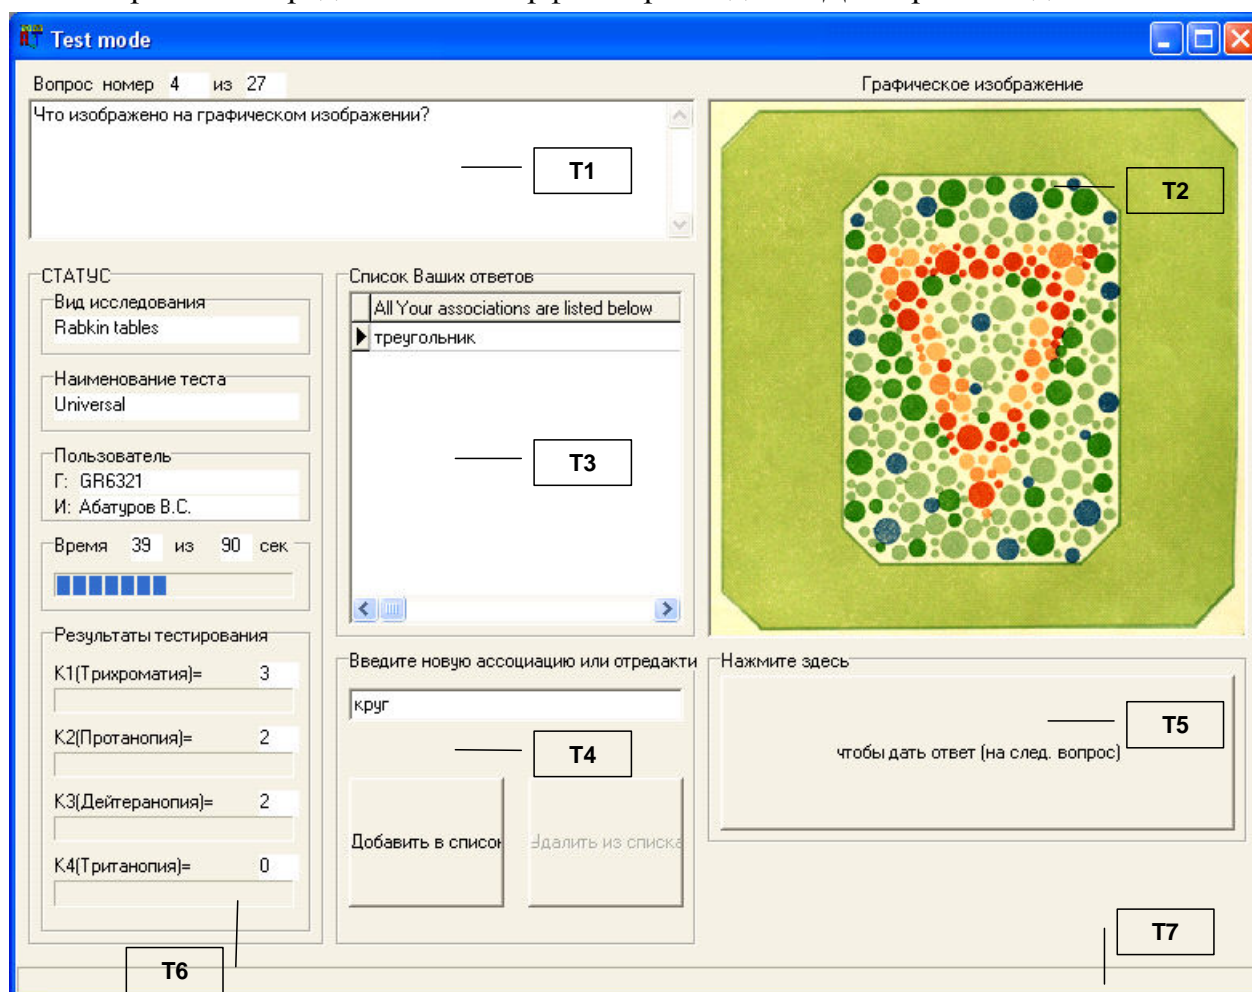 Test mode
Вопрос номер 4 из 27
Что изображено на графическом изображении?
T1
Графическое изображение
T2
СТАТУС
Вид исследования
Rabkin tables
Наименование теста
Universal
Пользователь
Г: GR6321
И: Абатуров В.С.
Время 39 из 90 сек
Результаты тестирования
К1(Трихроматия)= 3
К2(Протанопия)= 2
К3(Дейтеранопия)= 2
К4(Тританопия)= 0
T6
Список Ваших ответов
All Your associations are listed below
треугольник
T3
Введите новую ассоциацию или отредакти
круг
T4
Добавить в список
Удалить из списка
Нажмите здесь
T5
чтобы дать ответ (на след. вопрос)
T7